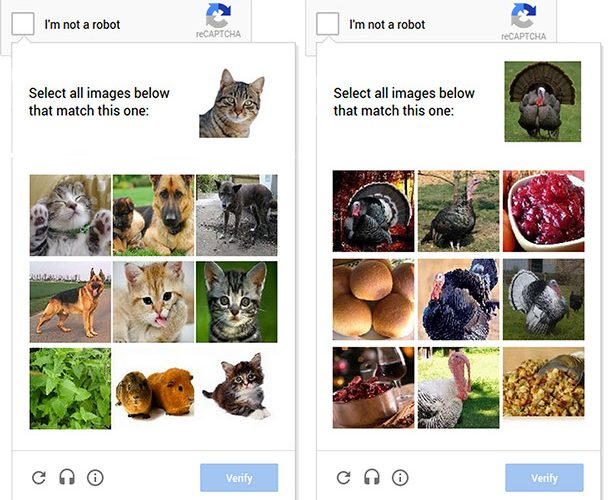 I'm not a robot
reCAPTCHA
Select all images below
that match this one:
Verify
I'm not a robot
reCAPTCHA
Select all images below
that match this one:
Verify